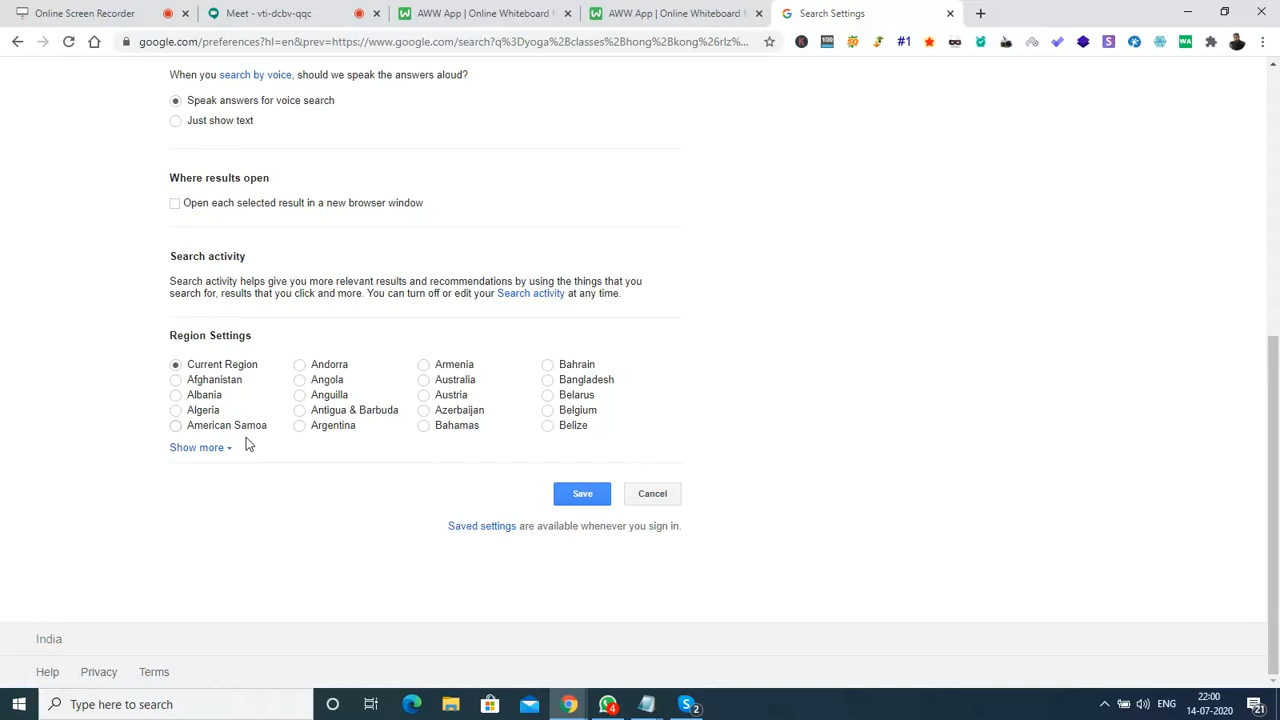 Online Screen Recorder
Meet - vti-dcbv-qqc
AWW App | Online Whiteboard f
AWW App | Online Whiteboard f
Search Settings
google.com/preferences?hl=en&prev=https://www.google.com/search?q%3Dyoga%2Bclasses%2Bhong%2Bkong%26rlz%...
100
#1
S
WA
When you search by voice, should we speak the answers aloud?
Speak answers for voice search
Just show text
Where results open
Open each selected result in a new browser window
Search activity
Search activity helps give you more relevant results and recommendations by using the things that you
search for, results that you click and more. You can turn off or edit your Search activity at any time.
Region Settings
Current Region Andorra Armenia Bahrain
Afghanistan Angola Australia Bangladesh
Albania Anguilla Austria Belarus
Algeria Antigua & Barbuda Azerbaijan Belgium
American Samoa Argentina Bahamas Belize
Show more
Save Cancel
Saved settings are available whenever you sign in.
India
Help Privacy Terms
Type here to search
4
2
ENG
22:00
14-07-2020
21